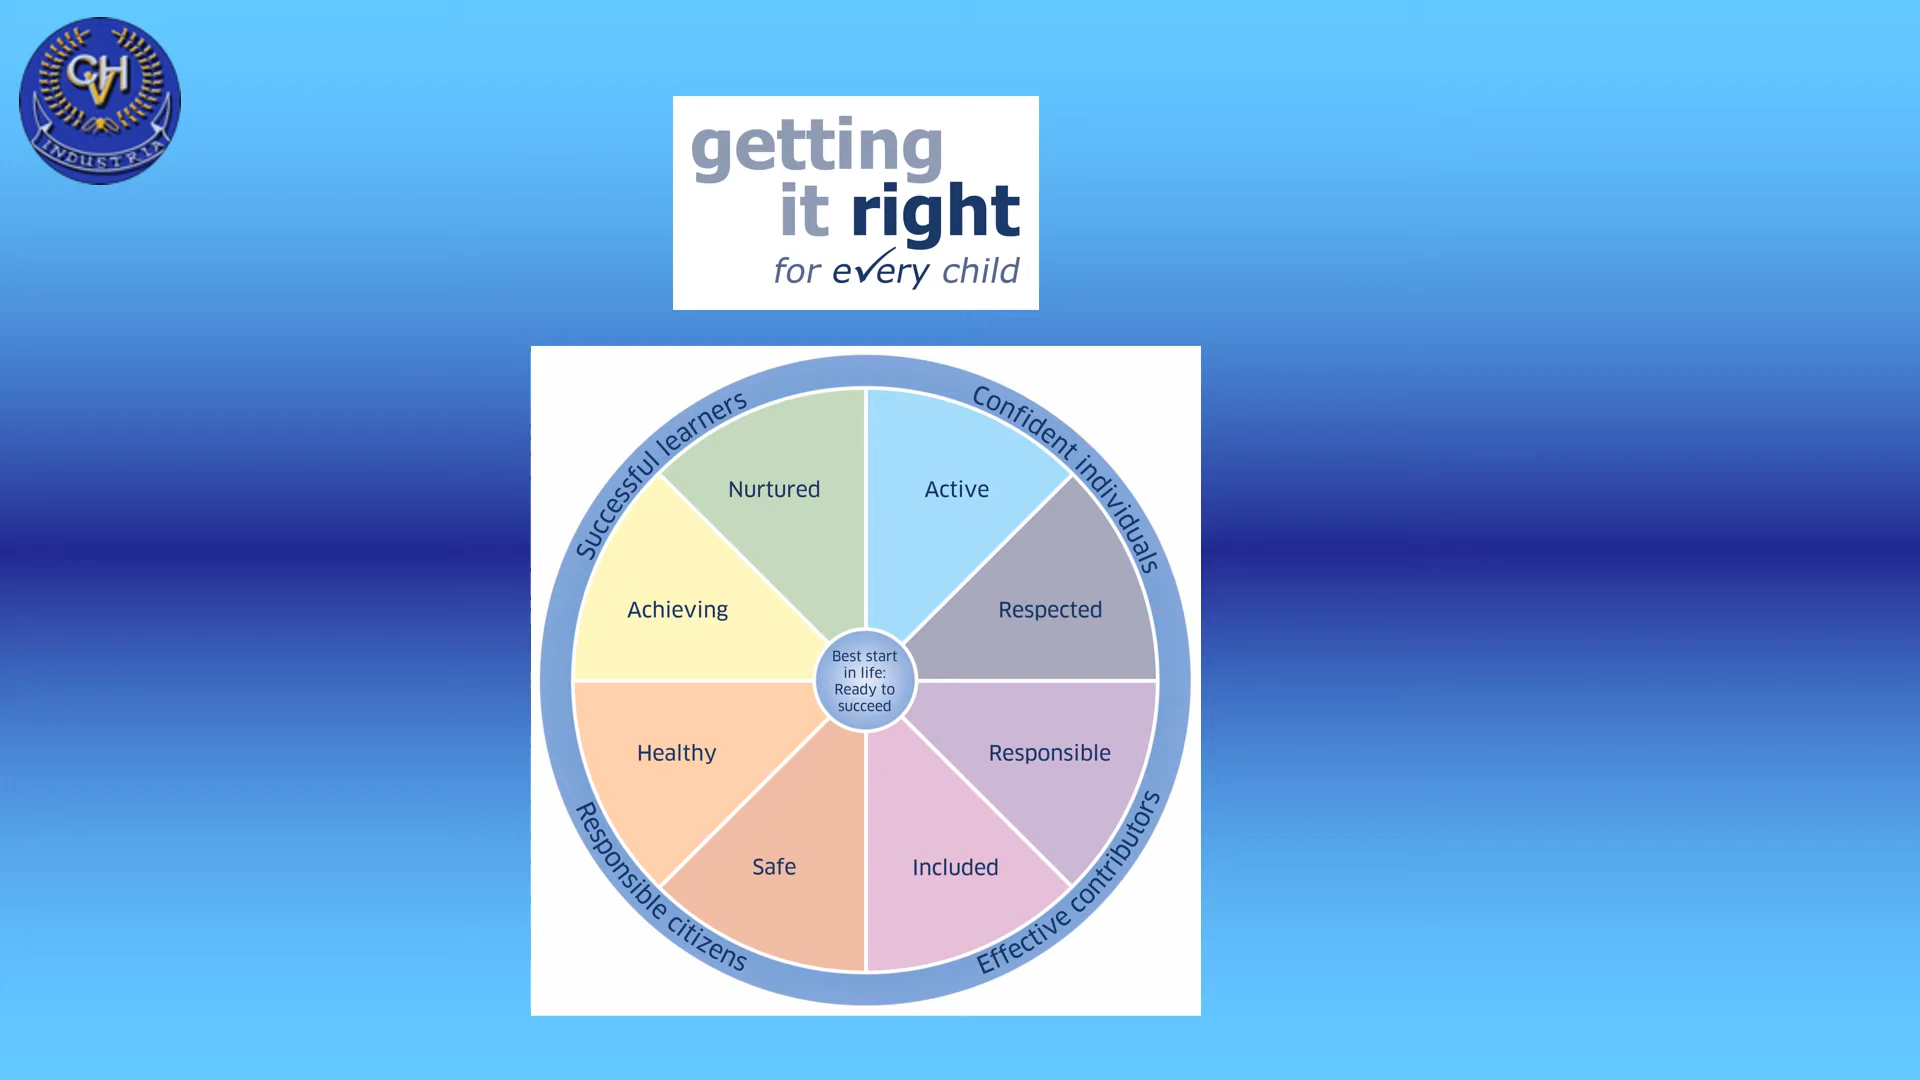 GVH
INDUSTRIA
getting
it right
for every child
Successful learners
Confident individuals
Nurtured
Active
Achieving
Respected
Best start
in life:
Ready to
succeed
Healthy
Responsible
Safe
Included
Responsible citizens
Effective contributors